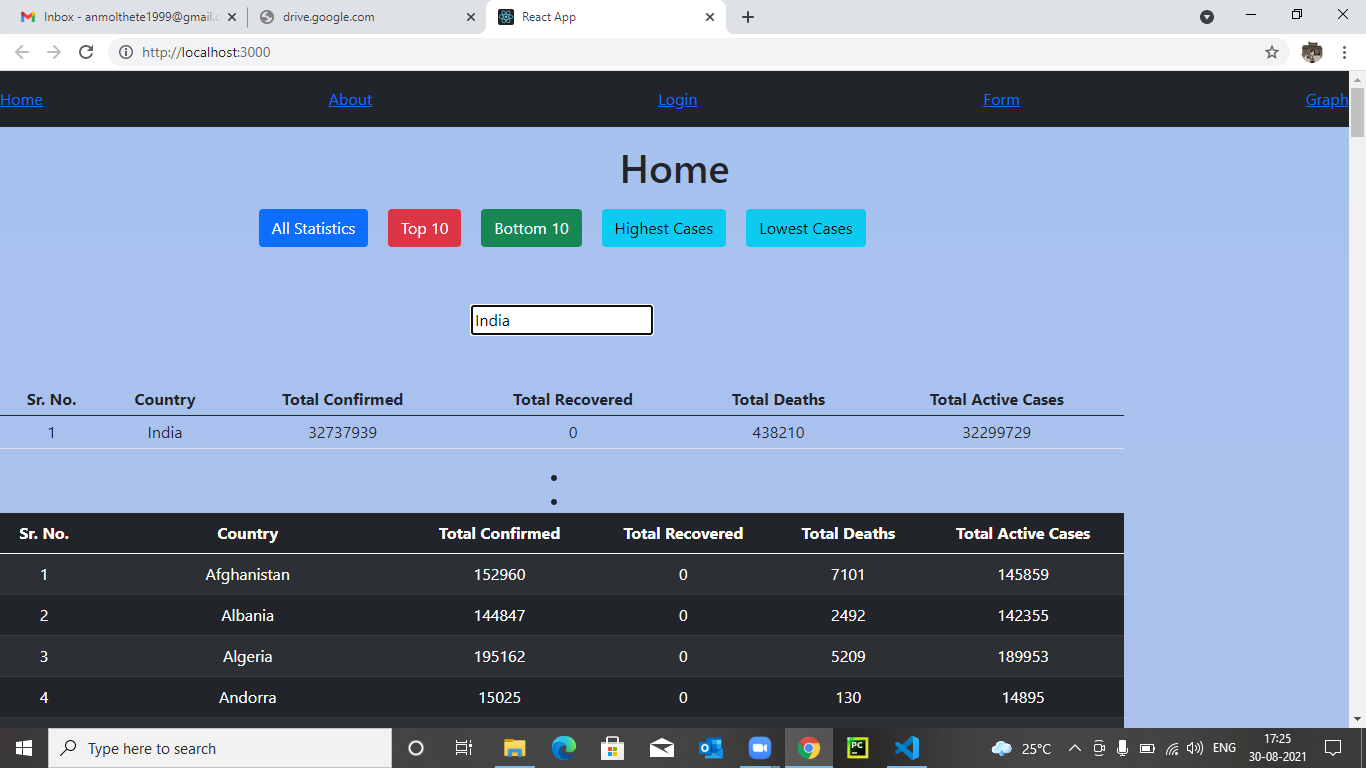 Inbox - anmolthete1999@gmail.c
drive.google.com
React App
http://localhost:3000
Home About Login Form Graph
Home
All Statistics Top 10 Bottom 10 Highest Cases Lowest Cases
India
Sr. No. Country Total Confirmed Total Recovered Total Deaths Total Active Cases
1 India 32737939 0 438210 32299729
Sr. No. Country Total Confirmed Total Recovered Total Deaths Total Active Cases
1 Afghanistan 152960 0 7101 145859
2 Albania 144847 0 2492 142355
3 Algeria 195162 0 5209 189953
4 Andorra 15025 0 130 14895
Type here to search
PC
25°C
ENG
17:25
30-08-2021